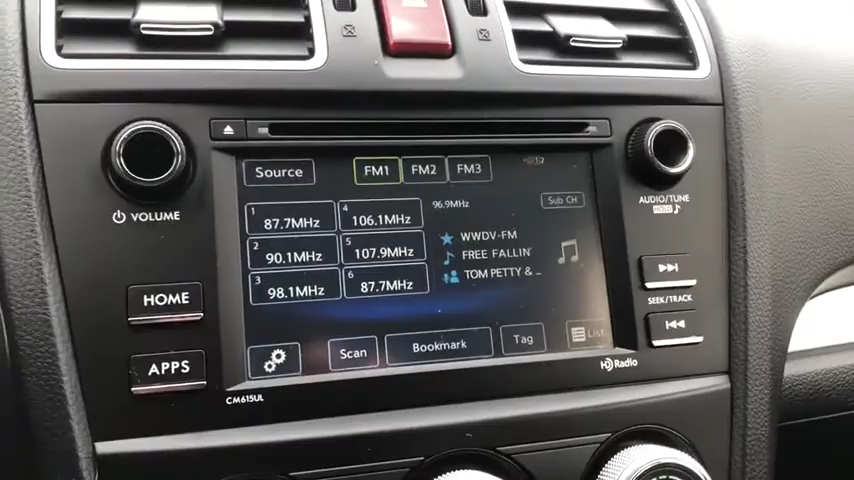 Source
FM1 FM2 FM3
96.9MHz
Sub CH
1 87.7MHz
4 106.1MHz
2 90.1MHz
5 107.9MHz
3 98.1MHz
6 87.7MHz
WWDV-FM
FREE FALLIN'
TOM PETTY & _
Scan
Bookmark
Tag
List
VOLUME
HOME
APPS
CM615UL
HD Radio
AUDIO/TUNE
HOLD
SEEK/TRACK